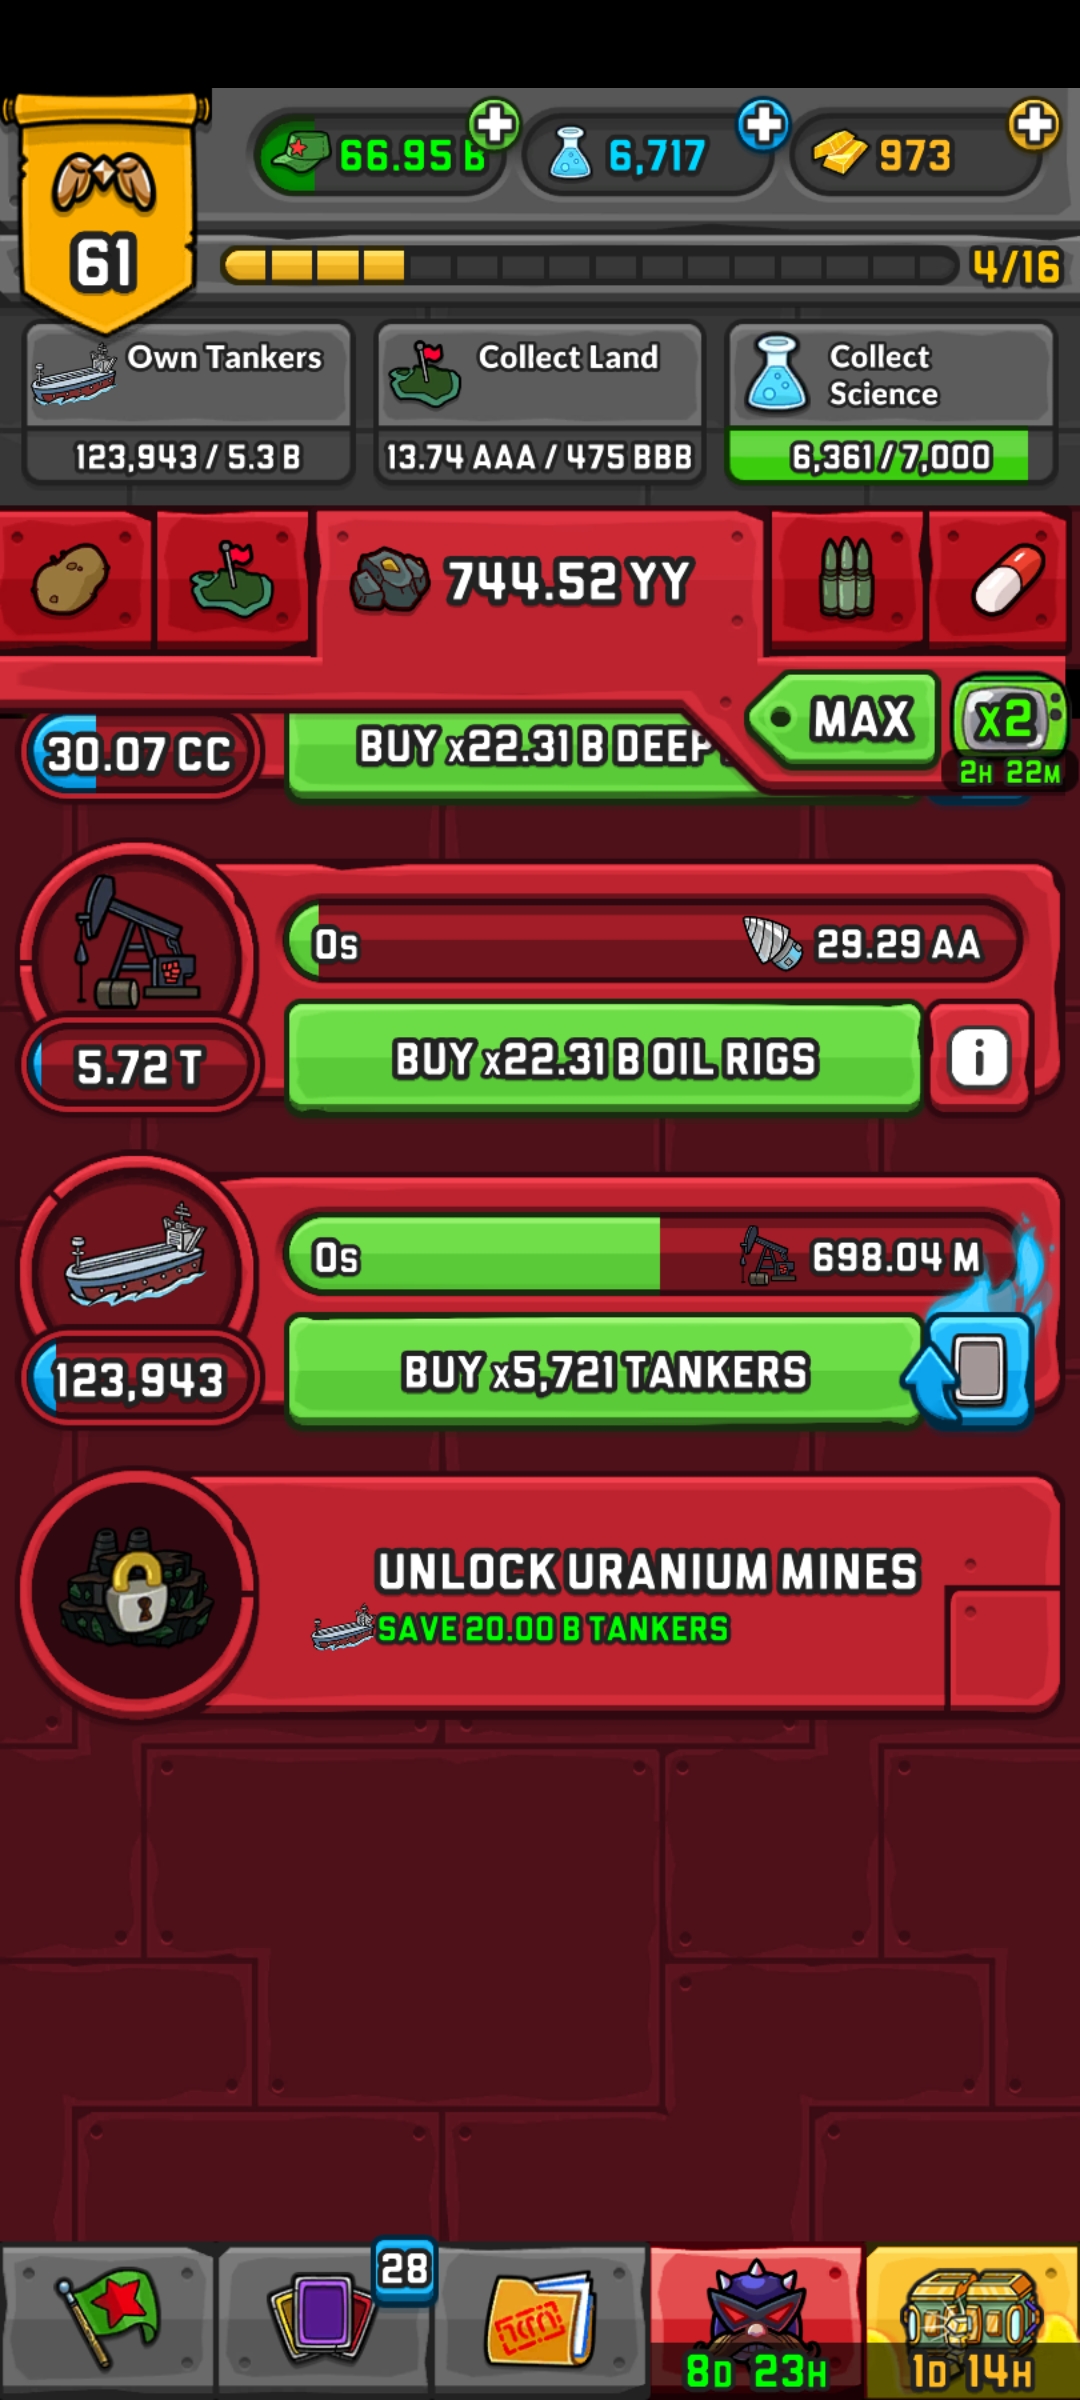 66.95 B
6,717
973
61
4/16
Own Tankers
123,943 / 5.3 B
Collect Land
13.74 AAA / 475 BBB
Collect
Science
6,361 / 7,000
744.52 YY
MAX
x2
2H 22M
30.07 CC
BUY x22.31 B DEEP
0s
29.29 AA
5.72 T
BUY x22.31 B OIL RIGS
i
0s
698.04 M
123,943
BUY x5,721 TANKERS
UNLOCK URANIUM MINES
SAVE 20.00 B TANKERS
28
8D 23H
1D 14H